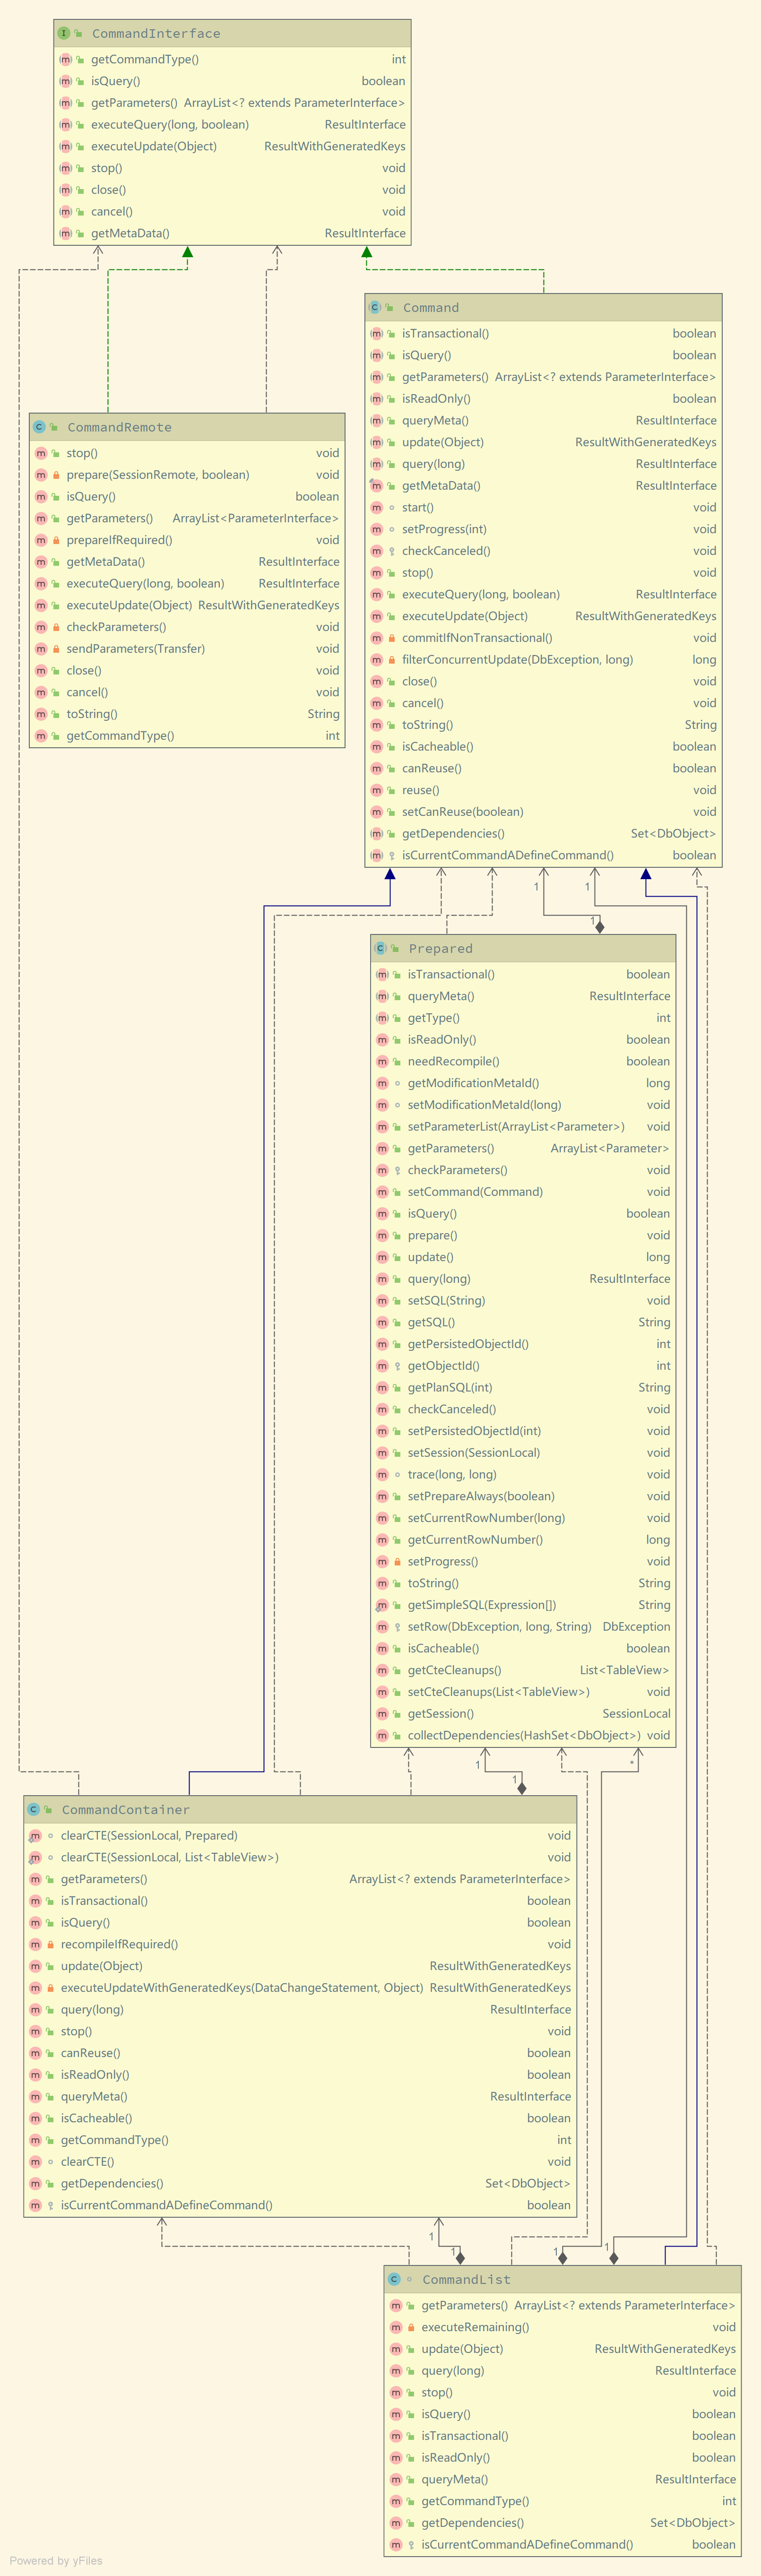 CommandInterface
getCommandType() int
isQuery() boolean
getParameters() ArrayList<? extends ParameterInterface>
executeQuery(long, boolean) ResultInterface
executeUpdate(Object) ResultWithGeneratedKeys
stop() void
close() void
cancel() void
getMetaData() ResultInterface
Command
isTransactional() boolean
isQuery() boolean
getParameters() ArrayList<? extends ParameterInterface>
isReadOnly() boolean
queryMeta() ResultInterface
update(Object) ResultWithGeneratedKeys
query(long) ResultInterface
getMetaData() ResultInterface
start() void
setProgress(int) void
checkCanceled() void
stop() void
executeQuery(long, boolean) ResultInterface
executeUpdate(Object) ResultWithGeneratedKeys
commitIfNonTransactional() void
filterConcurrentUpdate(DbException, long) long
close() void
cancel() void
toString() String
isCacheable() boolean
canReuse() boolean
reuse() void
setCanReuse(boolean) void
getDependencies() Set<DbObject>
isCurrentCommandADefineCommand() boolean
CommandRemote
stop() void
prepare(SessionRemote, boolean) void
isQuery() boolean
getParameters() ArrayList<ParameterInterface>
prepareIfRequired() void
getMetaData() ResultInterface
executeQuery(long, boolean) ResultInterface
executeUpdate(Object) ResultWithGeneratedKeys
checkParameters() void
sendParameters(Transfer) void
close() void
cancel() void
toString() String
getCommandType() int
1 1
1
Prepared
isTransactional() boolean
queryMeta() ResultInterface
getType() int
isReadOnly() boolean
needRecompile() boolean
getModificationMetaId() long
setModificationMetaId(long) void
setParameterList(ArrayList<Parameter>) void
getParameters() ArrayList<Parameter>
checkParameters() void
setCommand(Command) void
isQuery() boolean
prepare() void
update() long
query(long) ResultInterface
setSQL(String) void
getSQL() String
getPersistedObjectId() int
getObjectId() int
getPlanSQL(int) String
checkCanceled() void
setPersistedObjectId(int) void
setSession(SessionLocal) void
trace(long, long) void
setPrepareAlways(boolean) void
setCurrentRowNumber(long) void
getCurrentRowNumber() long
setProgress() void
toString() String
getSimpleSQL(Expression[]) String
setRow(DbException, long, String) DbException
isCacheable() boolean
getCteCleanups() List<TableView>
setCteCleanups(List<TableView>) void
getSession() SessionLocal
collectDependencies(HashSet<DbObject>) void
1 *
1
CommandContainer
clearCTE(SessionLocal, Prepared) void
clearCTE(SessionLocal, List<TableView>) void
getParameters() ArrayList<? extends ParameterInterface>
isTransactional() boolean
isQuery() boolean
recompileIfRequired() void
update(Object) ResultWithGeneratedKeys
executeUpdateWithGeneratedKeys(DataChangeStatement, Object) ResultWithGeneratedKeys
query(long) ResultInterface
stop() void
canReuse() boolean
isReadOnly() boolean
queryMeta() ResultInterface
isCacheable() boolean
getCommandType() int
clearCTE() void
getDependencies() Set<DbObject>
isCurrentCommandADefineCommand() boolean
1
1 1 1
CommandList
getParameters() ArrayList<? extends ParameterInterface>
executeRemaining() void
update(Object) ResultWithGeneratedKeys
query(long) ResultInterface
stop() void
isQuery() boolean
isTransactional() boolean
isReadOnly() boolean
queryMeta() ResultInterface
getCommandType() int
getDependencies() Set<DbObject>
isCurrentCommandADefineCommand() boolean
Powered by yFiles